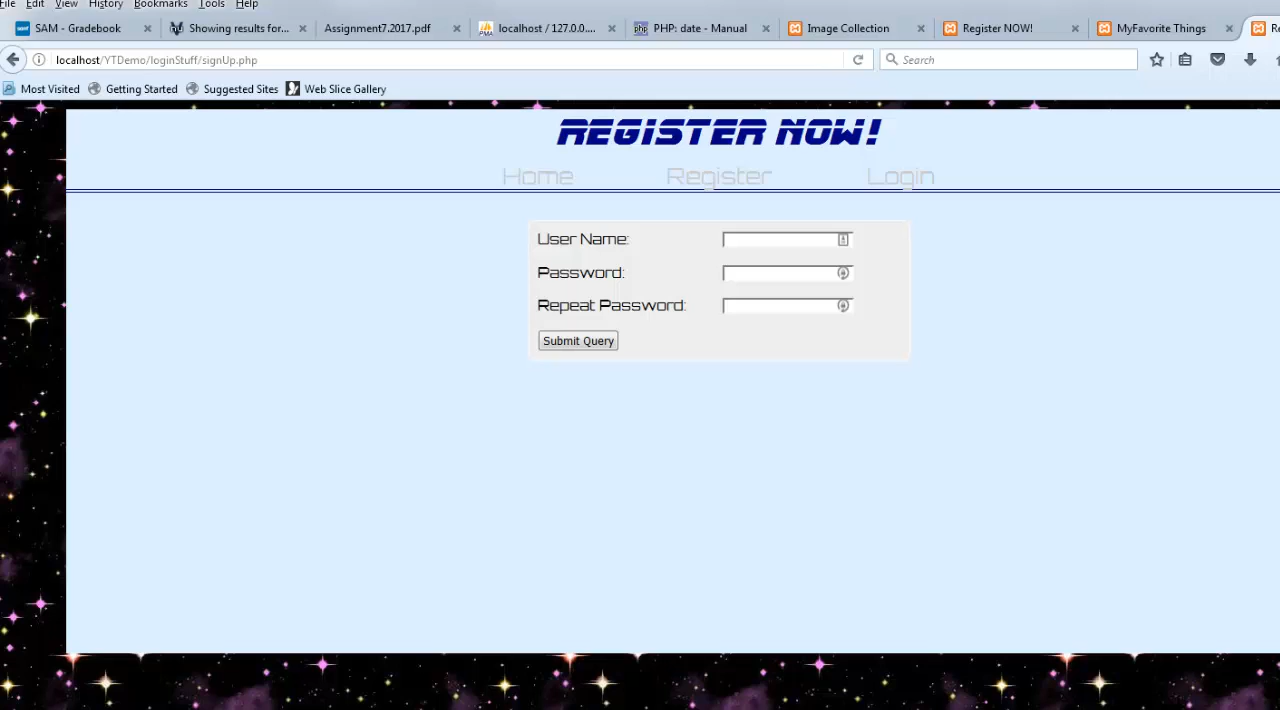 File Edit View History Bookmarks Tools Help
SAM - Gradebook Showing results for... Assignment7.2017.pdf localhost / 127.0.0.... PHP: date - Manual Image Collection Register NOW! MyFavorite Things Re
localhost/YTDemo/loginStuff/signUp.php Search
Most Visited Getting Started Suggested Sites Web Slice Gallery
REGISTER NOW!
Home Register Login
User Name:
Password:
Repeat Password:
Submit Query